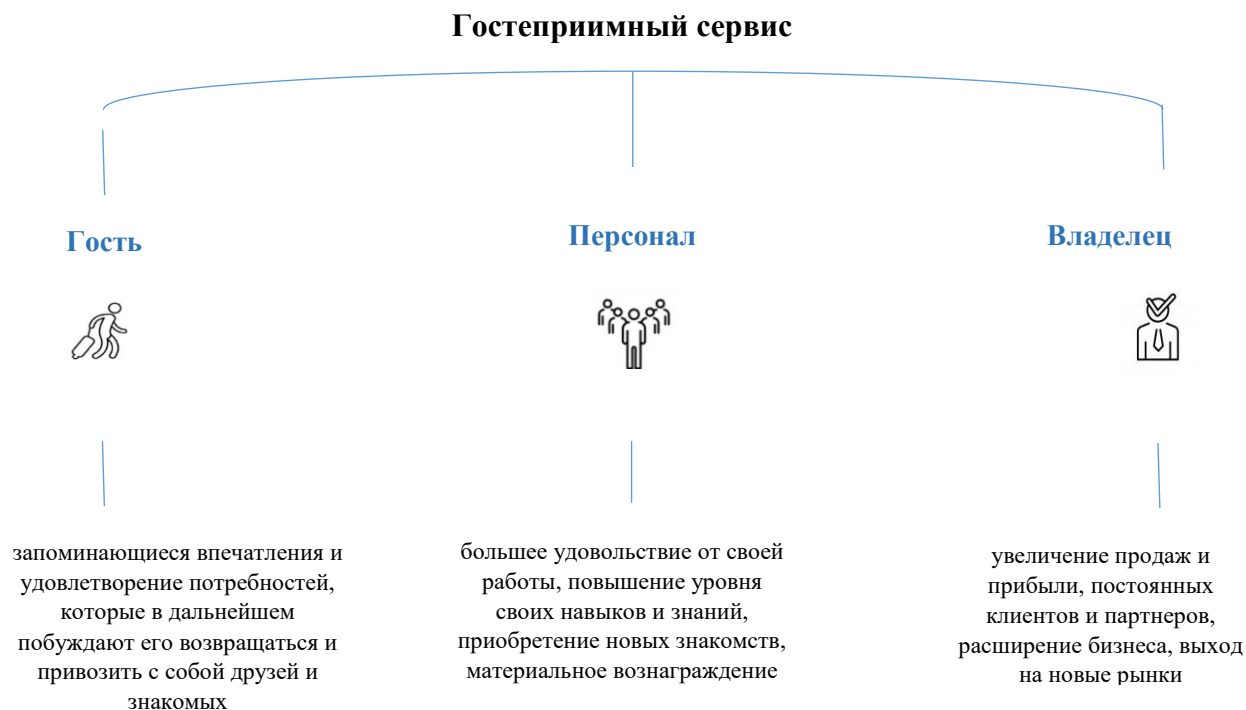 Гостеприимный сервис
Гость
Персонал
Владелец
запоминающиеся впечатления и
удовлетворение потребностей,
которые в дальнейшем
побуждают его возвращаться и
привозить с собой друзей и
знакомых
большее удовольствие от своей
работы, повышение уровня
своих навыков и знаний,
приобретение новых знакомств,
материальное вознаграждение
увеличение продаж и
прибыли, постоянных
клиентов и партнеров,
расширение бизнеса, выход
на новые рынки